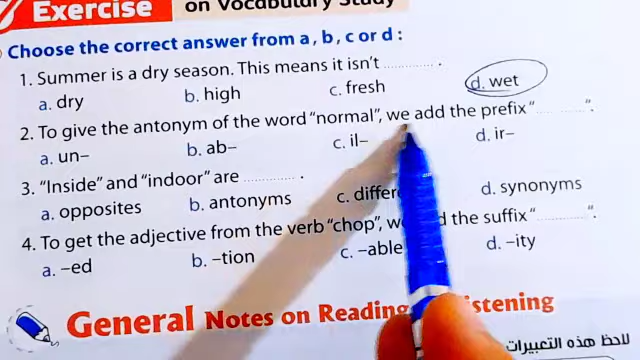 Exercise on Vocabulary Study
Choose the correct answer from a, b, c or d :
1. Summer is a dry season. This means it isn't ............ .
a. dry b. high c. fresh d. wet
2. To give the antonym of the word "normal", we add the prefix "............".
a. un– b. ab– c. il– d. ir–
3. "Inside" and "indoor" are ............ .
a. opposites b. antonyms c. d. synonyms
4. To get the adjective from the verb "chop", the suffix "............".
a. –ed b. –tion c. –able d. –ity
General Notes on Reading
لاحظ هذه التعبيرات